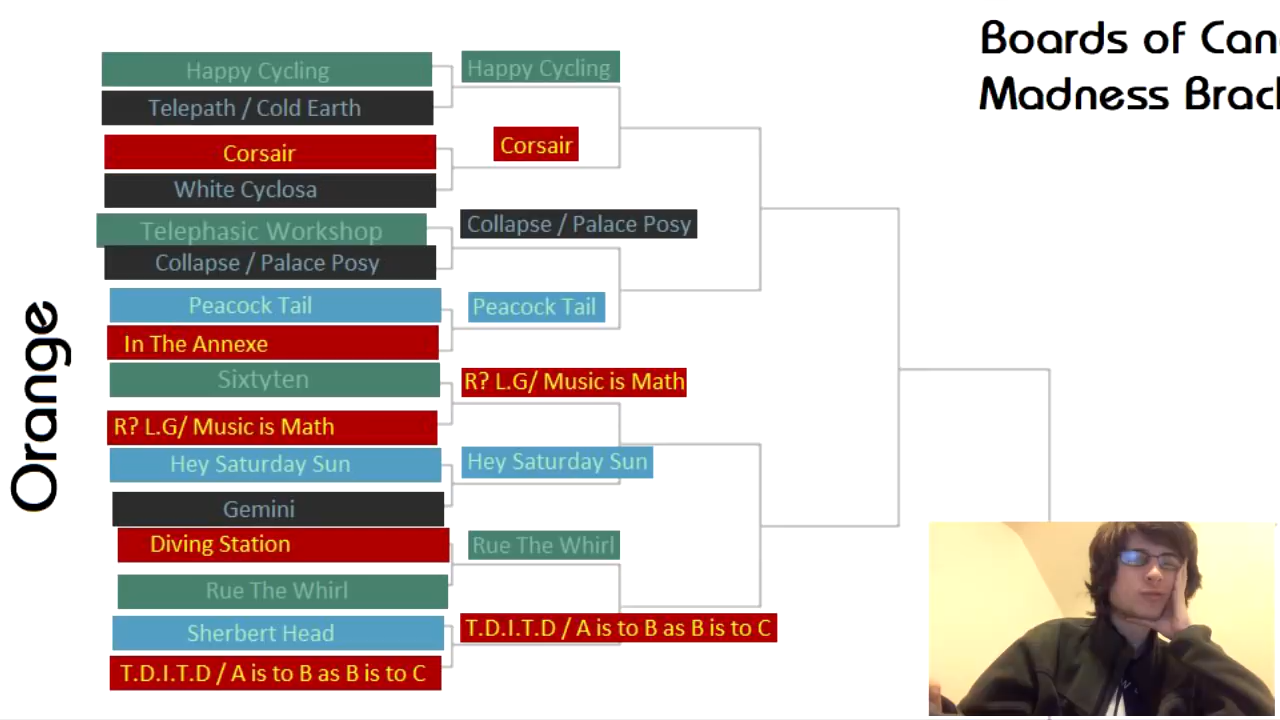 Boards of Can
Madness Brac
Orange
Happy Cycling
Telepath / Cold Earth
Corsair
White Cyclosa
Telephasic Workshop
Collapse / Palace Posy
Peacock Tail
In The Annexe
Sixtyten
R? L.G/ Music is Math
Hey Saturday Sun
Gemini
Diving Station
Rue The Whirl
Sherbert Head
T.D.I.T.D / A is to B as B is to C
Happy Cycling
Corsair
Collapse / Palace Posy
Peacock Tail
R? L.G/ Music is Math
Hey Saturday Sun
Rue The Whirl
T.D.I.T.D / A is to B as B is to C